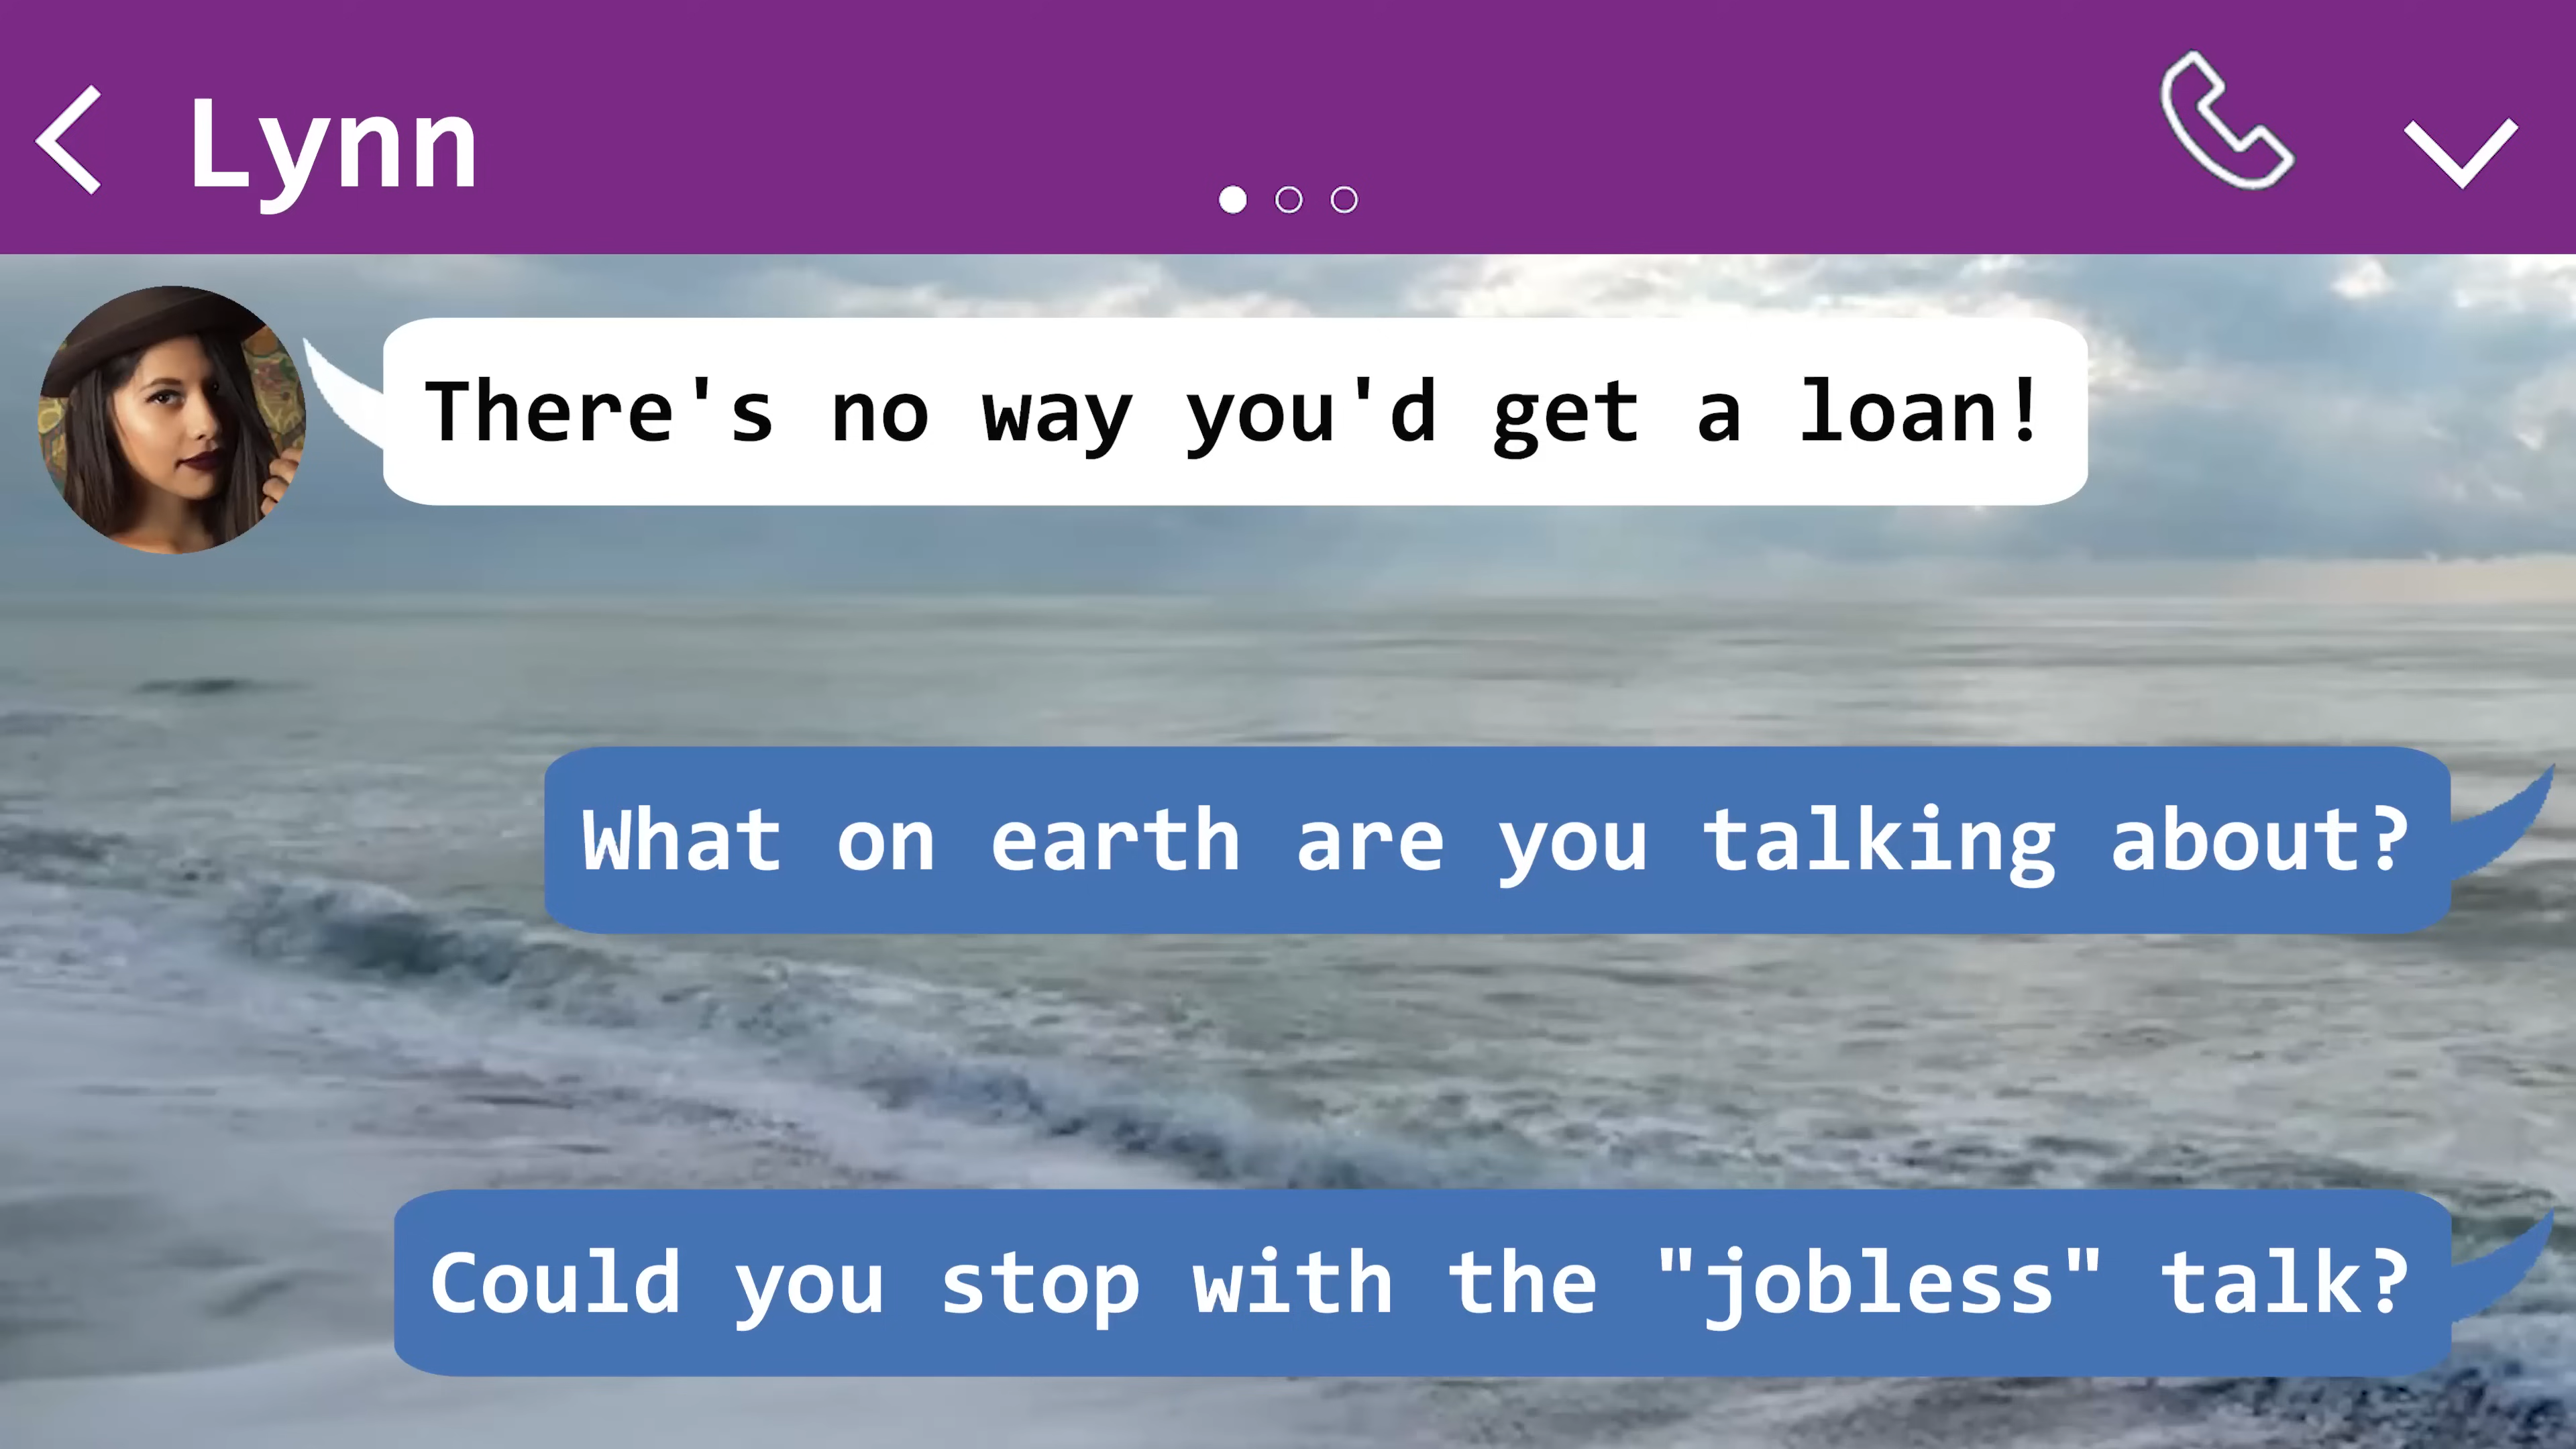 Lynn
There's no way you'd get a loan!
What on earth are you talking about?
Could you stop with the "jobless" talk?